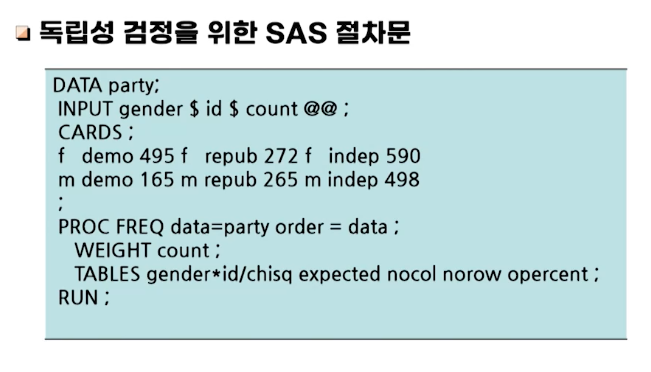 독립성 검정을 위한 SAS 절차문
DATA party;
INPUT gender $ id $ count @@ ;
CARDS ;
f demo 495 f repub 272 f indep 590
m demo 165 m repub 265 m indep 498
;
PROC FREQ data=party order = data ;
WEIGHT count ;
TABLES gender*id/chisq expected nocol norow opercent ;
RUN ;